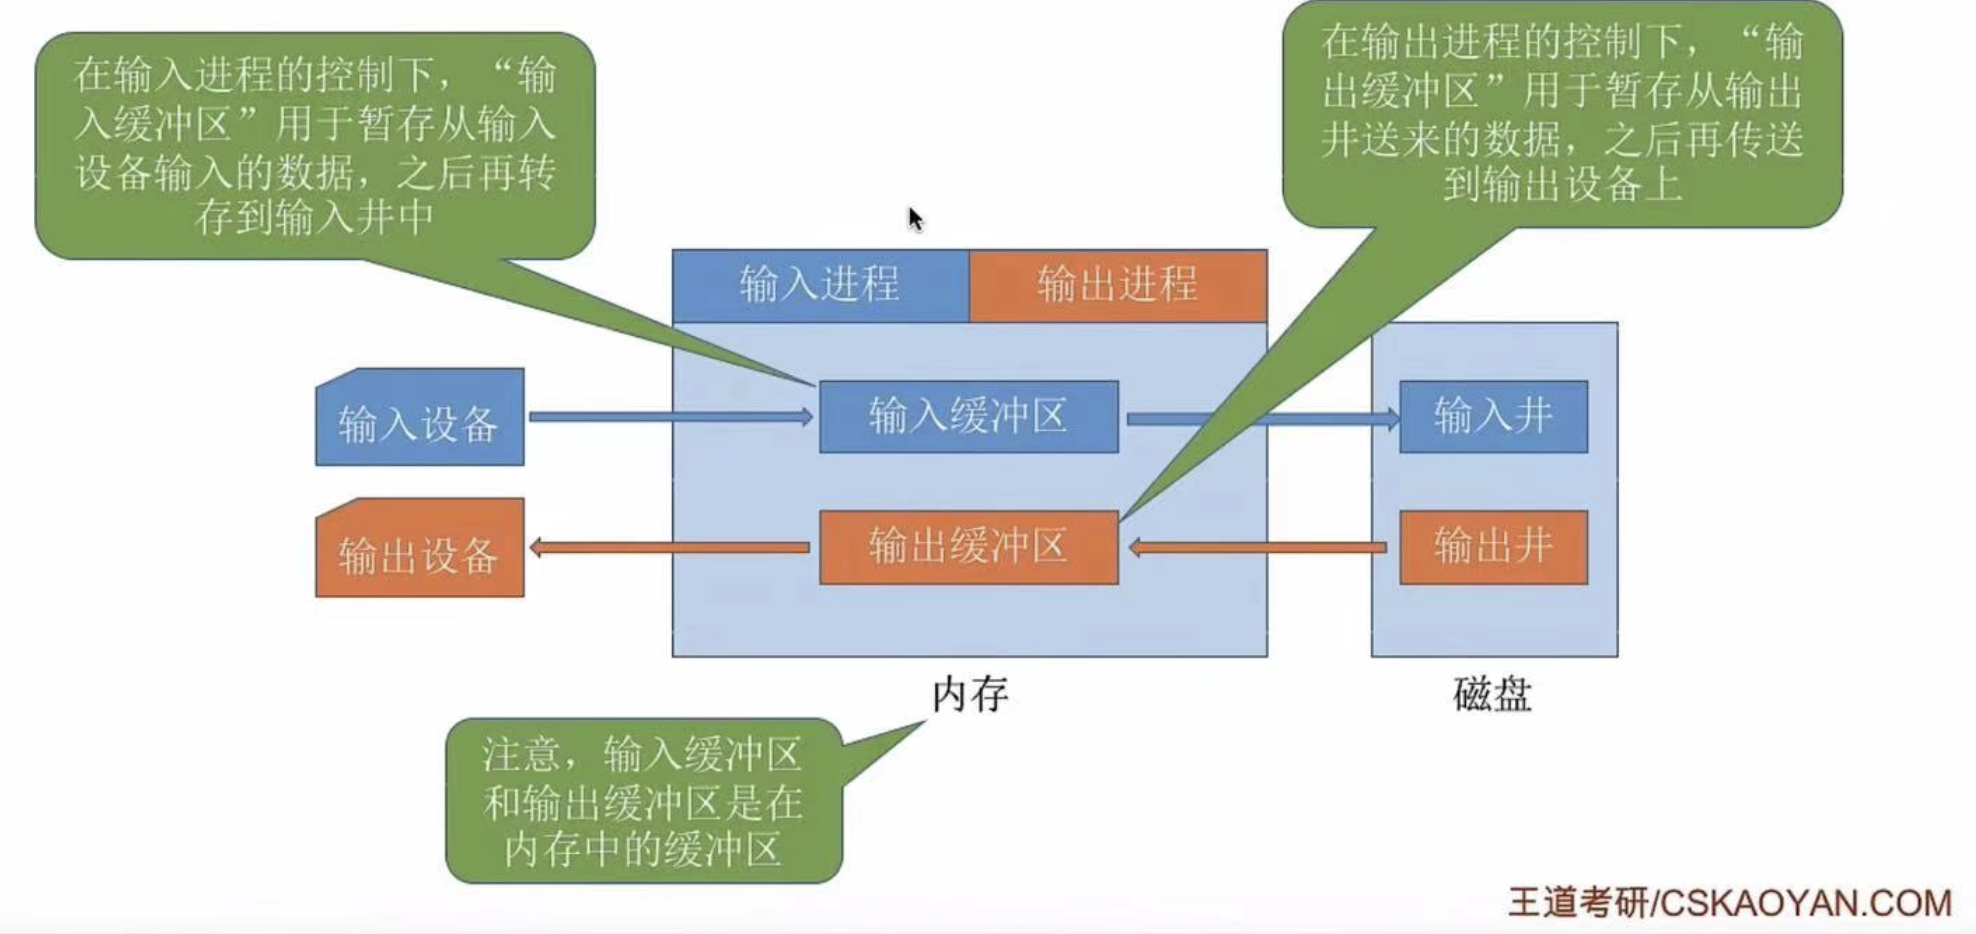 在输入进程的控制下，“输
入缓冲区”用于暂存从输入
设备输入的数据，之后再转
存到输入井中
在输出进程的控制下，“输
出缓冲区”用于暂存从输出
井送来的数据，之后再传送
到输出设备上
输入进程
输出进程
输入设备
输入缓冲区
输入井
输出设备
输出缓冲区
输出井
内存
磁盘
注意，输入缓冲区
和输出缓冲区是在
内存中的缓冲区
王道考研/CSKAOYAN.COM